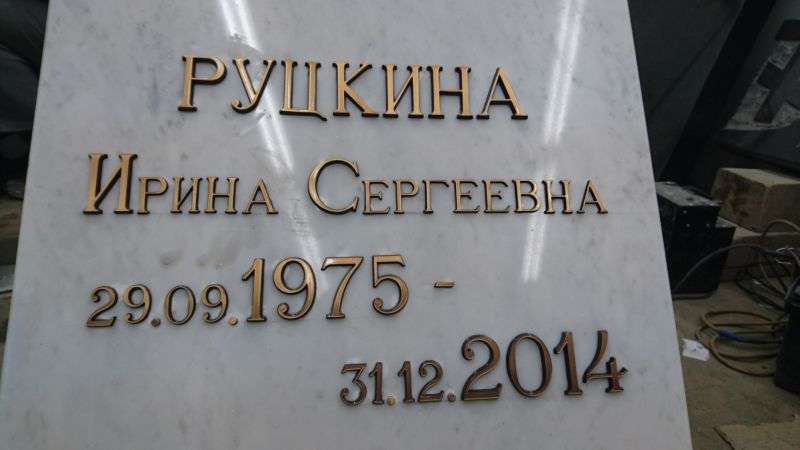 РУЦКИНА
ИРИНА СЕРГЕЕВНА
29.09.1975 -
31.12.2014